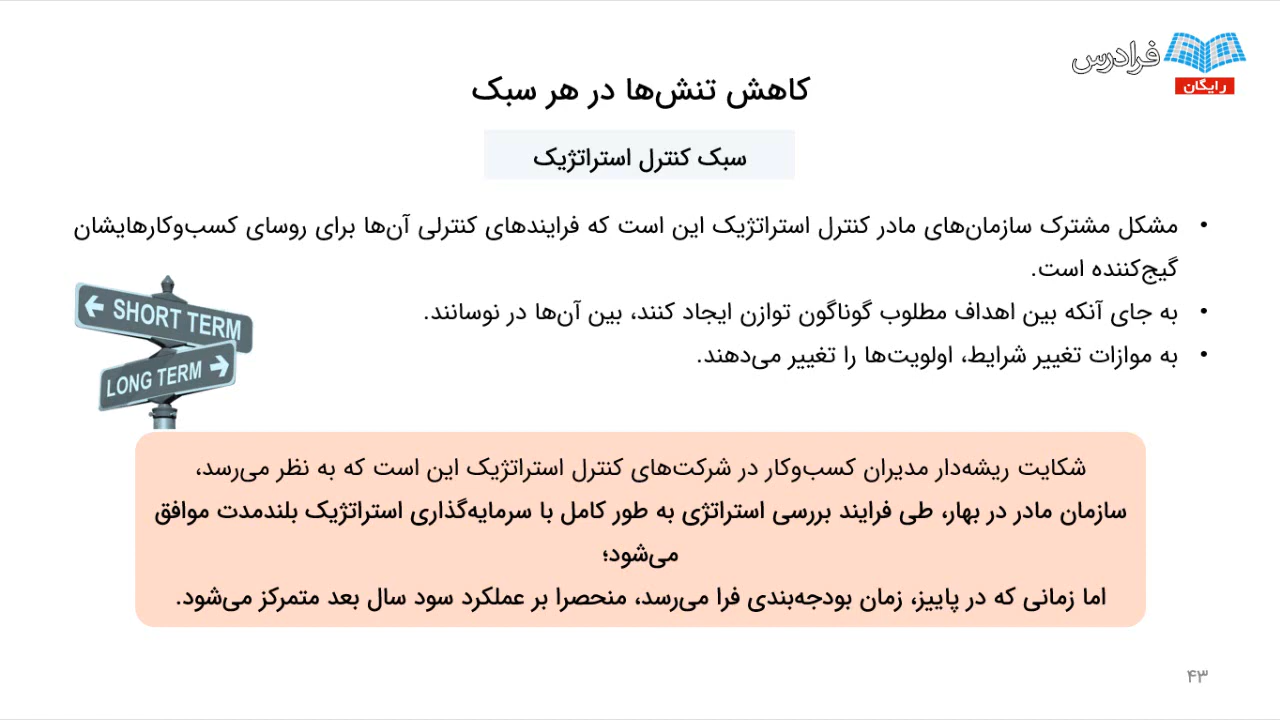 فرادرس
رایگان
کاهش تنش‌ها در هر سبک
سبک کنترل استراتژیک
• مشکل مشترک سازمان‌های مادر کنترل استراتژیک این است که فرایندهای کنترلی آن‌ها برای روسای کسب‌وکارهایشان
گیج‌کننده است.
• به جای آنکه بین اهداف مطلوب گوناگون توازن ایجاد کنند، بین آن‌ها در نوسانند.
• به موازات تغییر شرایط، اولویت‌ها را تغییر می‌دهند.
SHORT TERM
LONG TERM
شکایت ریشه‌دار مدیران کسب‌وکار در شرکت‌های کنترل استراتژیک این است که به نظر می‌رسد،
سازمان مادر در بهار، طی فرایند بررسی استراتژی به طور کامل با سرمایه‌گذاری استراتژیک بلندمدت موافق
می‌شود؛
اما زمانی که در پاییز، زمان بودجه‌بندی فرا می‌رسد، منحصرا بر عملکرد سود سال بعد متمرکز می‌شود.
۴۳